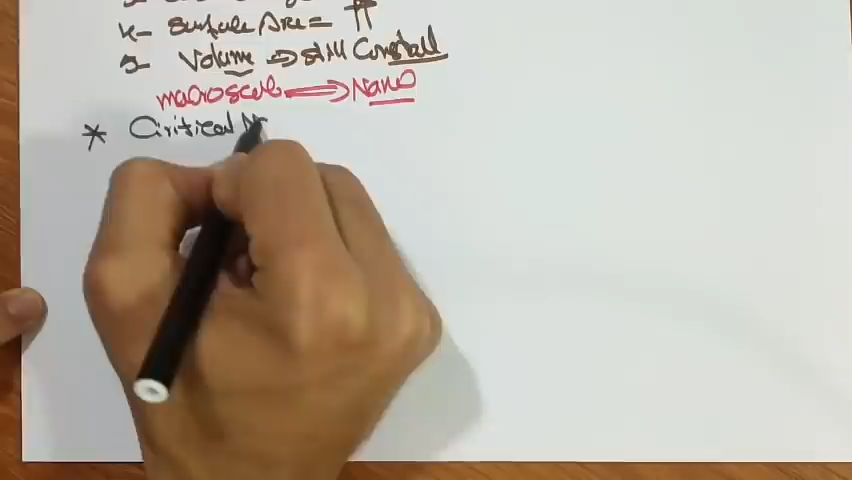 4- Surface Area = ⇑
5- Volume ⇒ still Constant
macroscale ⇒ Nano
* Critical N